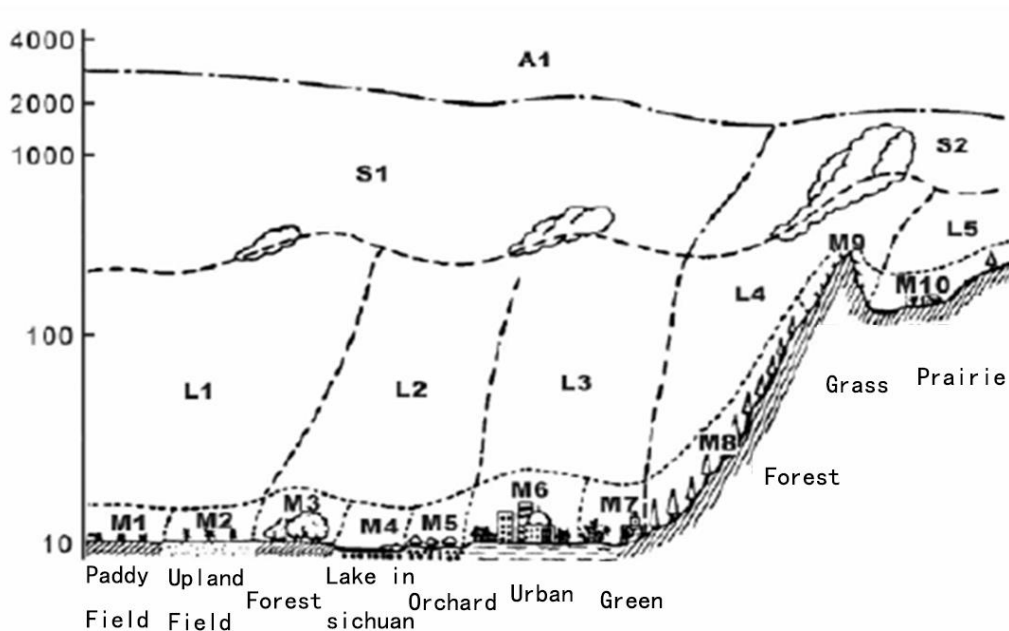 4000
A1
2000
1000
S1
S2
M9
L5
M10
L4
100
L1
L2
L3
Grass
Prairie
M8
Forest
M6
M3
M7
M1
M2
M4
M5
10
Paddy
Field
Upland
Field
Forest
Lake in
sichuan
Orchard
Urban
Green